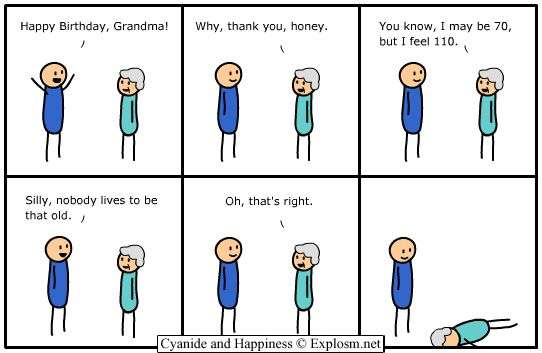 Happy Birthday, Grandma!
Why, thank you, honey.
You know, I may be 70,
but I feel 110.
Silly, nobody lives to be
that old.
Oh, that's right.
Cyanide and Happiness © Explosm.net